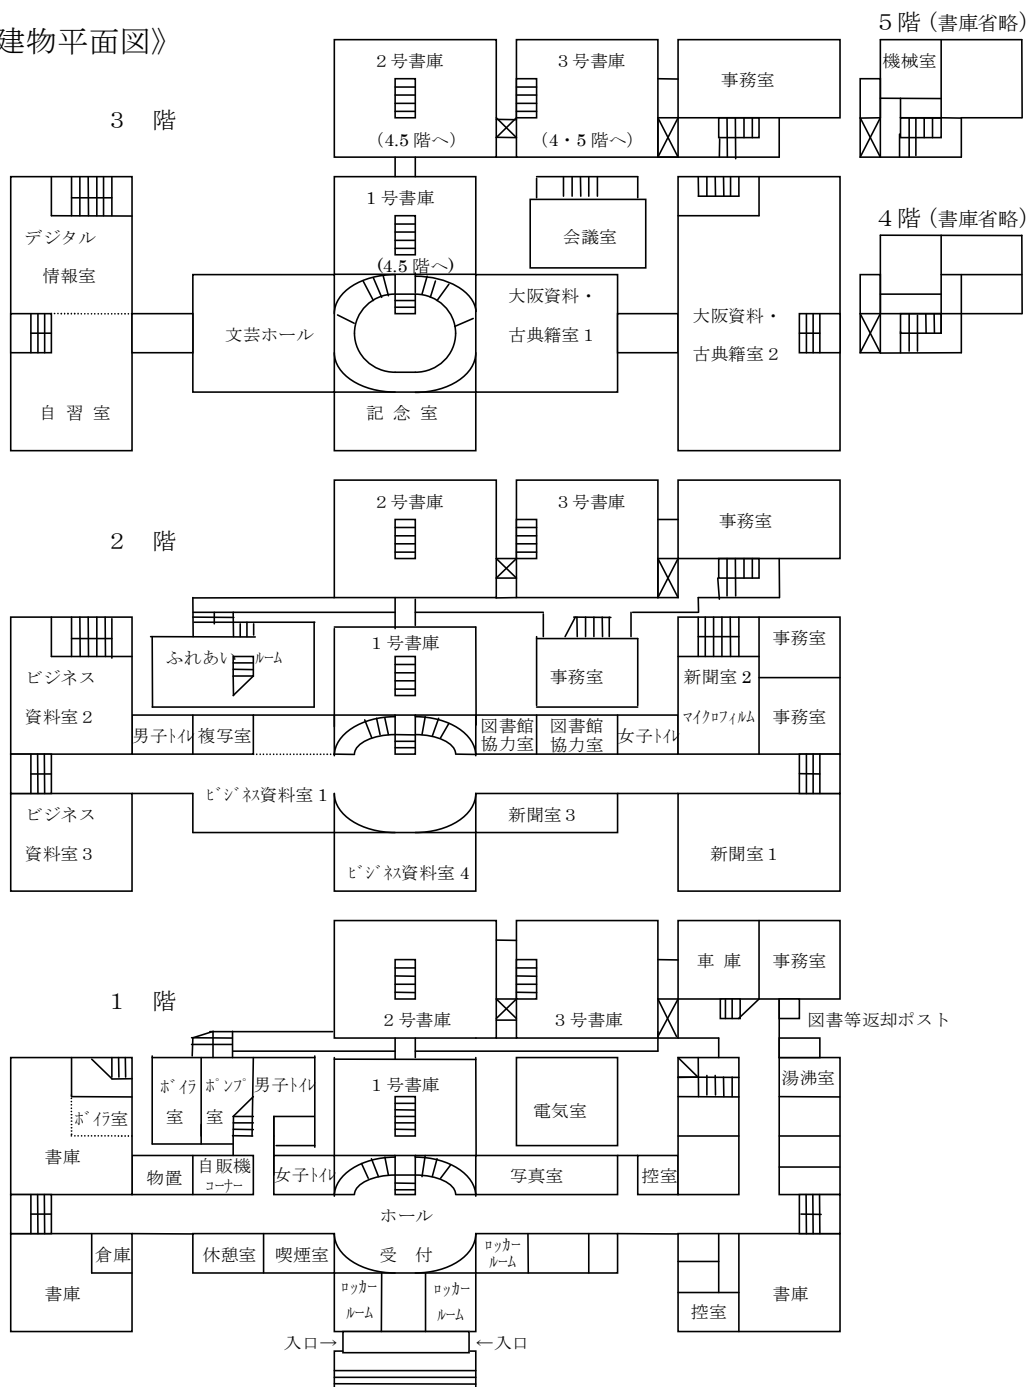 建物平面図》
5階 (書庫省略)
3 階
2号書庫
(4.5階へ)
3号書庫
(4・5階へ)
事務室
機械室
デジタル
情報室
1号書庫
(4.5階へ)
会議室
4階 (書庫省略)
文芸ホール
大阪資料・
古典籍室1
大阪資料・
古典籍室2
自習室
記念室
2 階
2号書庫
3号書庫
事務室
ビジネス
資料室2
ふれあいルーム
1号書庫
事務室
新聞室2
マイクロフィルム
事務室
事務室
男子トイレ
複写室
図書館
協力室
図書館
協力室
女子トイレ
ビジネス資料室1
ビジネス
資料室3
新聞室3
ビジネス資料室4
新聞室1
1 階
2号書庫
3号書庫
車庫
事務室
図書等返却ポスト
ボイラ
室
ポンプ
室
男子トイレ
1号書庫
電気室
湯沸室
ボイラ室
書庫
物置
自販機
コーナー
女子トイレ
写真室
控室
ホール
受付
倉庫
休憩室
喫煙室
ロッカー
ルーム
書庫
ロッカー
ルーム
ロッカー
ルーム
控室
書庫
入口→
←入口